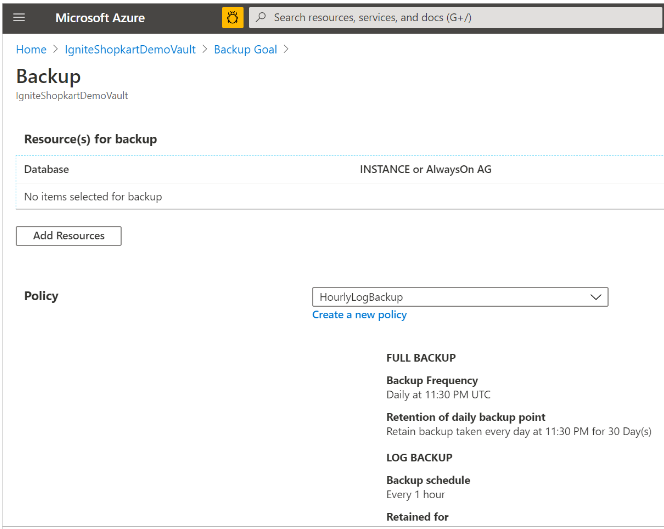 Microsoft Azure
Search resources, services, and docs (G+/)
Home > IgniteShopkartDemoVault > Backup Goal >
Backup
IgniteShopkartDemoVault
Resource(s) for backup
Database INSTANCE or AlwaysOn AG
No items selected for backup
Add Resources
Policy HourlyLogBackup
Create a new policy
FULL BACKUP
Backup Frequency
Daily at 11:30 PM UTC
Retention of daily backup point
Retain backup taken every day at 11:30 PM for 30 Day(s)
LOG BACKUP
Backup schedule
Every 1 hour
Retained for